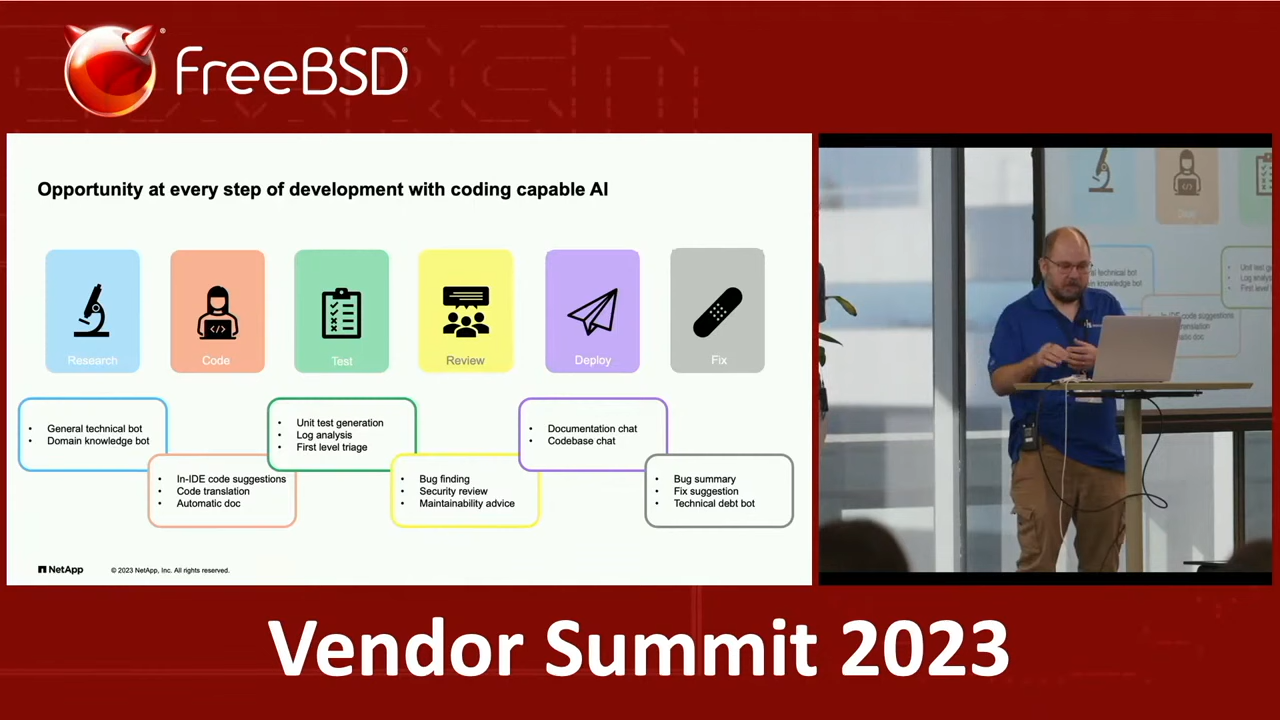 FreeBSD®
Opportunity at every step of development with coding capable AI
Research
Code
Test
Review
Deploy
Fix
• General technical bot
• Domain knowledge bot
• In-IDE code suggestions
• Code translation
• Automatic doc
• Unit test generation
• Log analysis
• First level triage
• Bug finding
• Security review
• Maintainability advice
• Documentation chat
• Codebase chat
• Bug summary
• Fix suggestion
• Technical debt bot
NetApp
© 2023 NetApp, Inc. All rights reserved.
Vendor Summit 2023